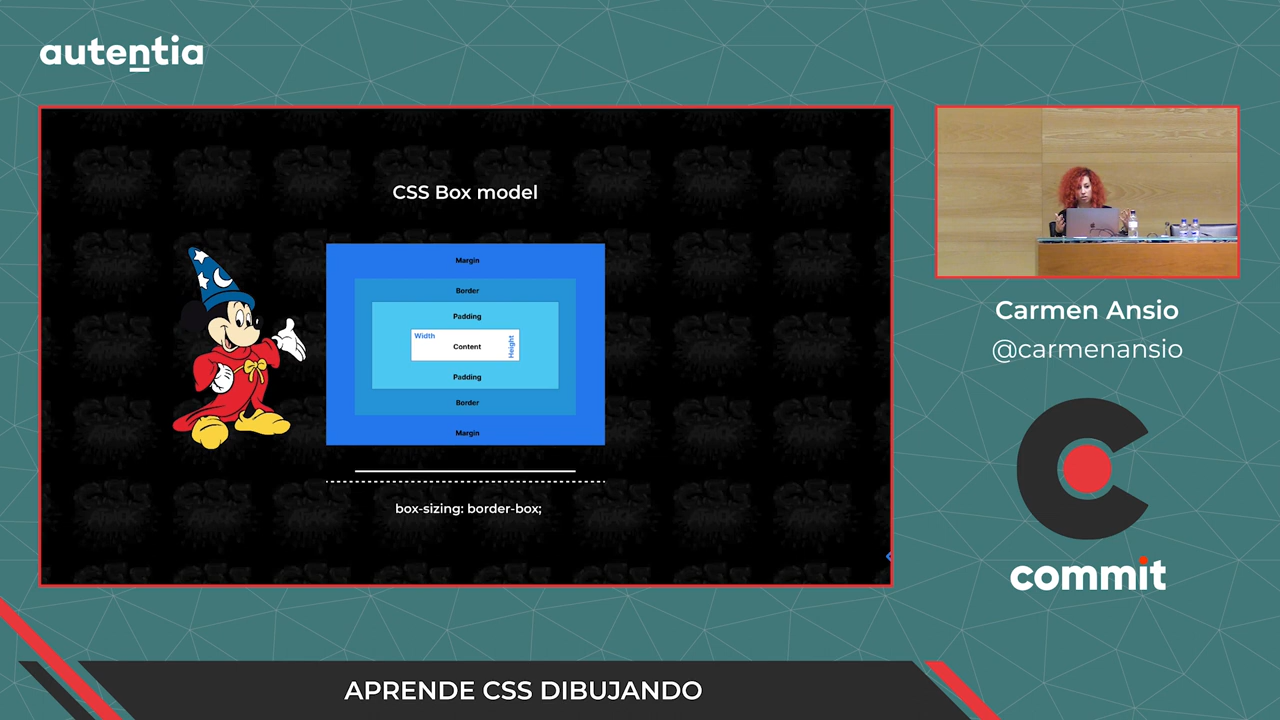 autentia
CSS Box model
Margin
Border
Padding
Width
Content
Height
Padding
Border
Margin
box-sizing: border-box;
Carmen Ansio
@carmenansio
commit
APRENDE CSS DIBUJANDO